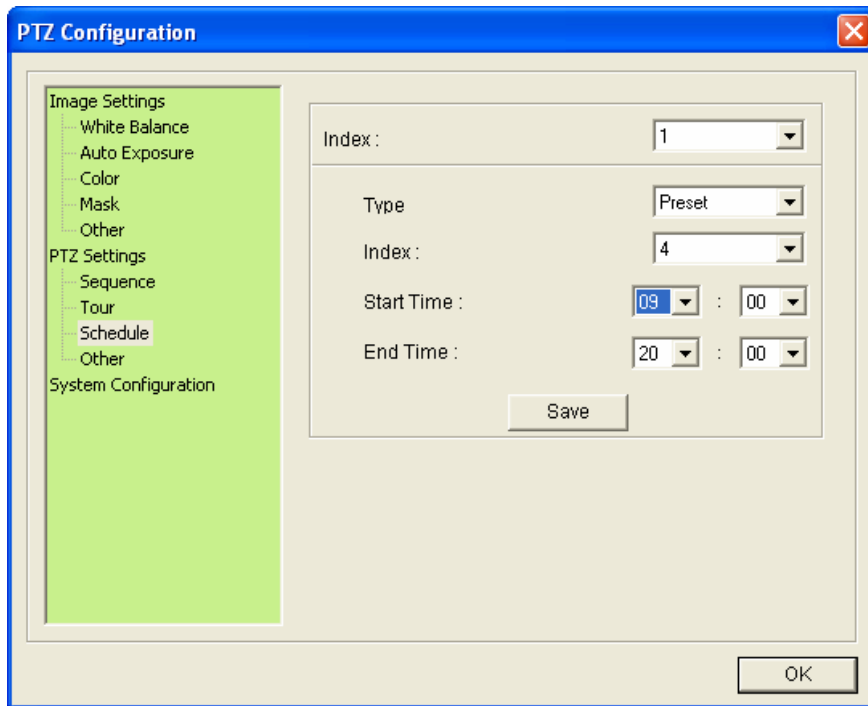 PTZ Configuration
Image Settings
White Balance
Auto Exposure
Color
Mask
Other
PTZ Settings
Sequence
Tour
Schedule
Other
System Configuration
Index : 1
Type Preset
Index : 4
Start Time : 09 : 00
End Time : 20 : 00
Save
OK